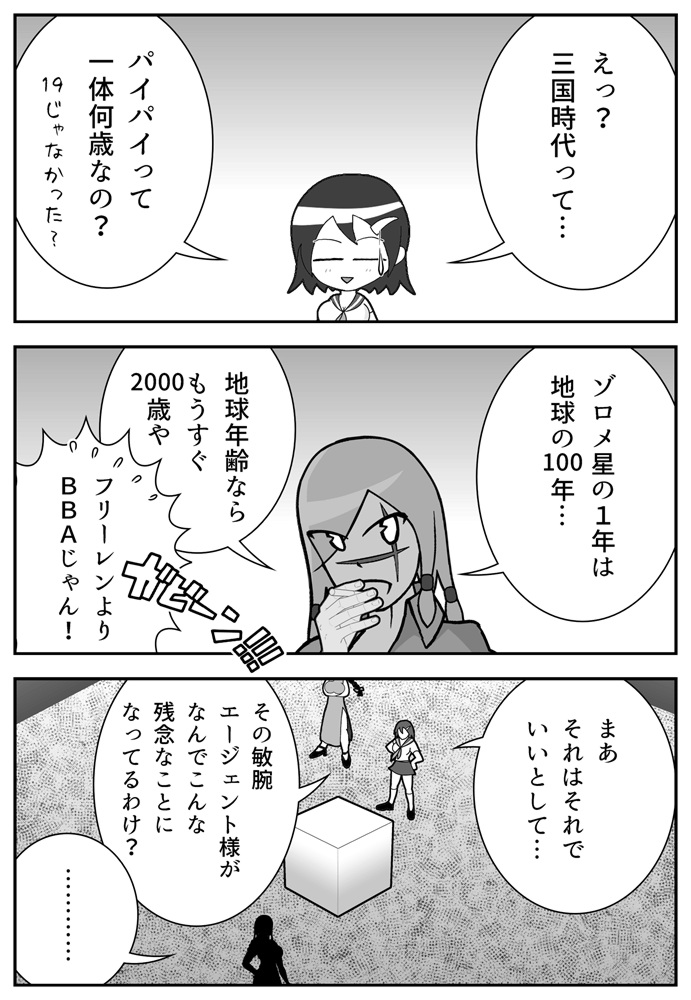 えっ？
三国時代って…
パイパイって
一体何歳なの？
19じゃなかった？
ゾロメ星の１年は
地球の100年…
地球年齢なら
もうすぐ
2000歳や
フリーレンより
ＢＢＡじゃん！
ガビーン!!!!
まあ
それはそれで
いいとして…
その敏腕
エージェント様が
なんでこんな
残念なことに
なってるわけ？
…………